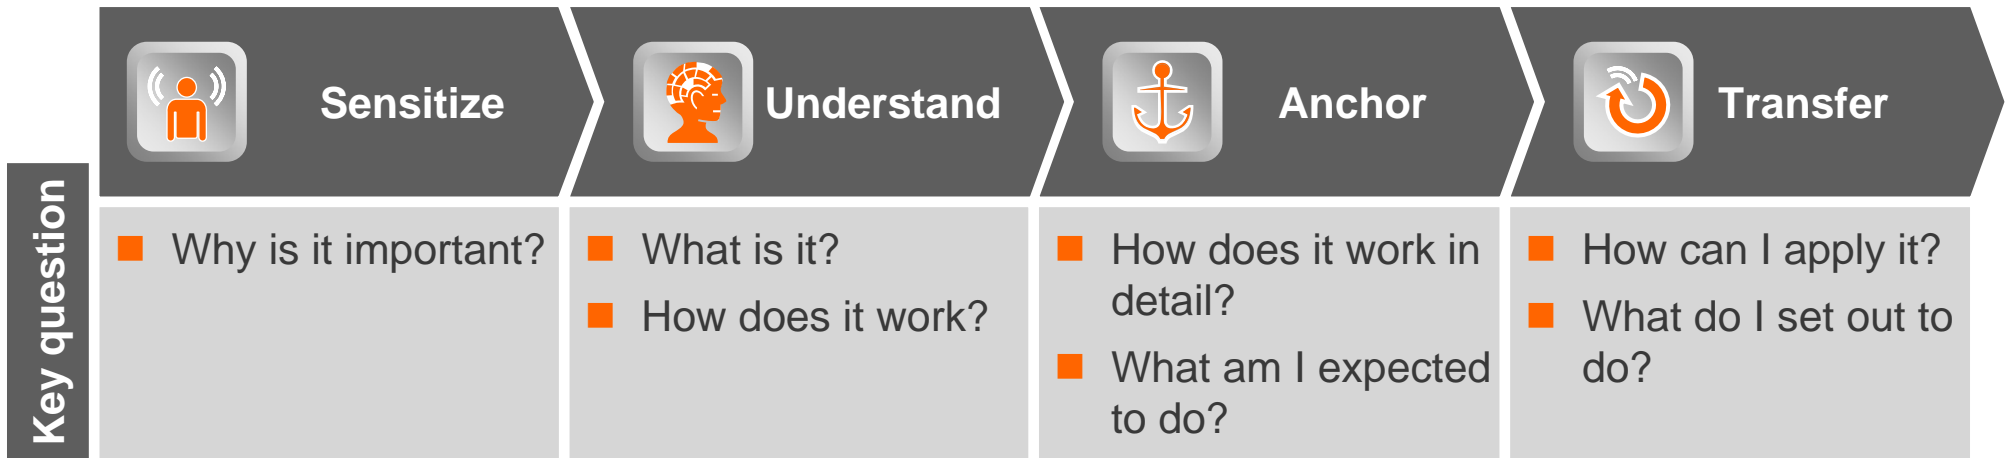 Sensitize
Understand
Anchor
Transfer
Key question
Why is it important?
What is it?
How does it work?
How does it work in
detail?
What am I expected
to do?
How can I apply it?
What do I set out to
do?